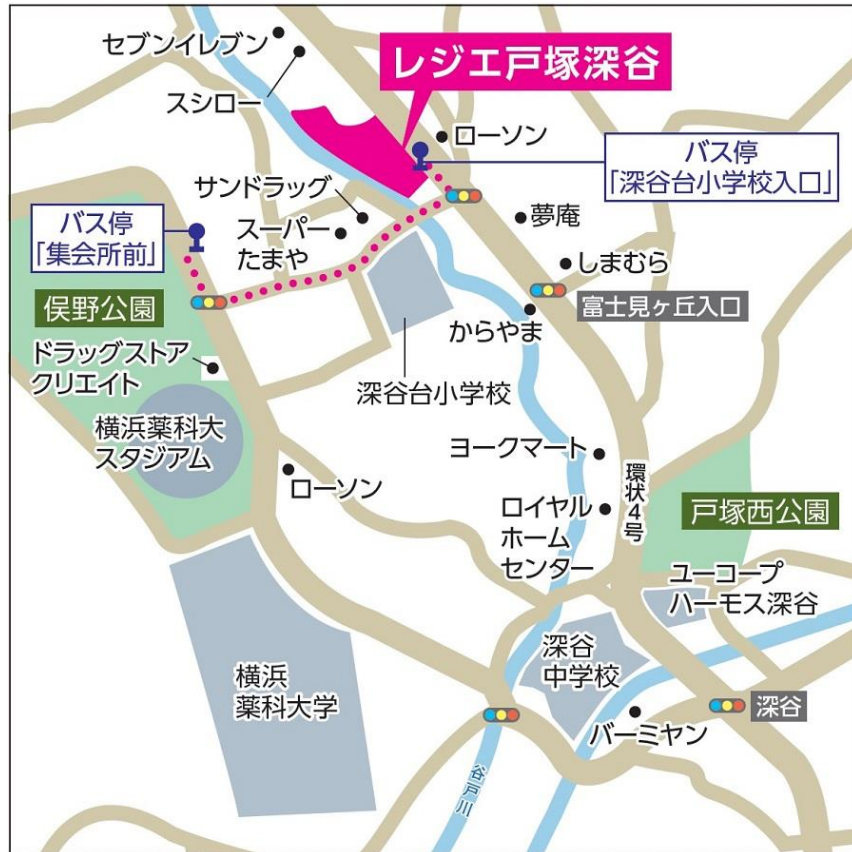 セブンイレブン
スシロー
レジエ戸塚深谷
ローソン
バス停
「深谷台小学校入口」
サンドラッグ
スーパー
たまや
バス停
「集会所前」
夢庵
しまむら
俣野公園
富士見ヶ丘入口
からやま
ドラッグストア
クリエイト
深谷台小学校
横浜薬科大
スタジアム
ローソン
ヨークマート
環状4号
ロイヤル
ホーム
センター
戸塚西公園
ユーコープ
ハーモス深谷
深谷
中学校
横浜
薬科大学
深谷
バーミヤン
谷戸川